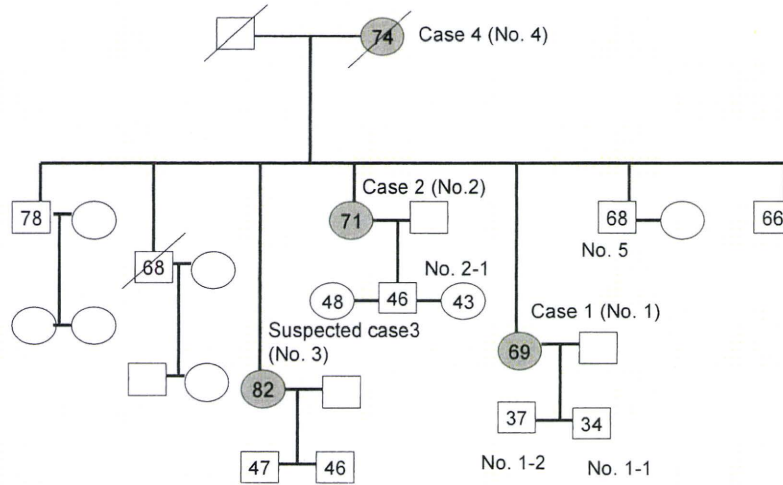 74 Case 4 (No. 4)
Case 2 (No.2)
78
71
68
66
No. 5
68
No. 2-1
48 46 43
Suspected case3
(No. 3)
Case 1 (No. 1)
69
82
37 34
47 46
No. 1-2
No. 1-1